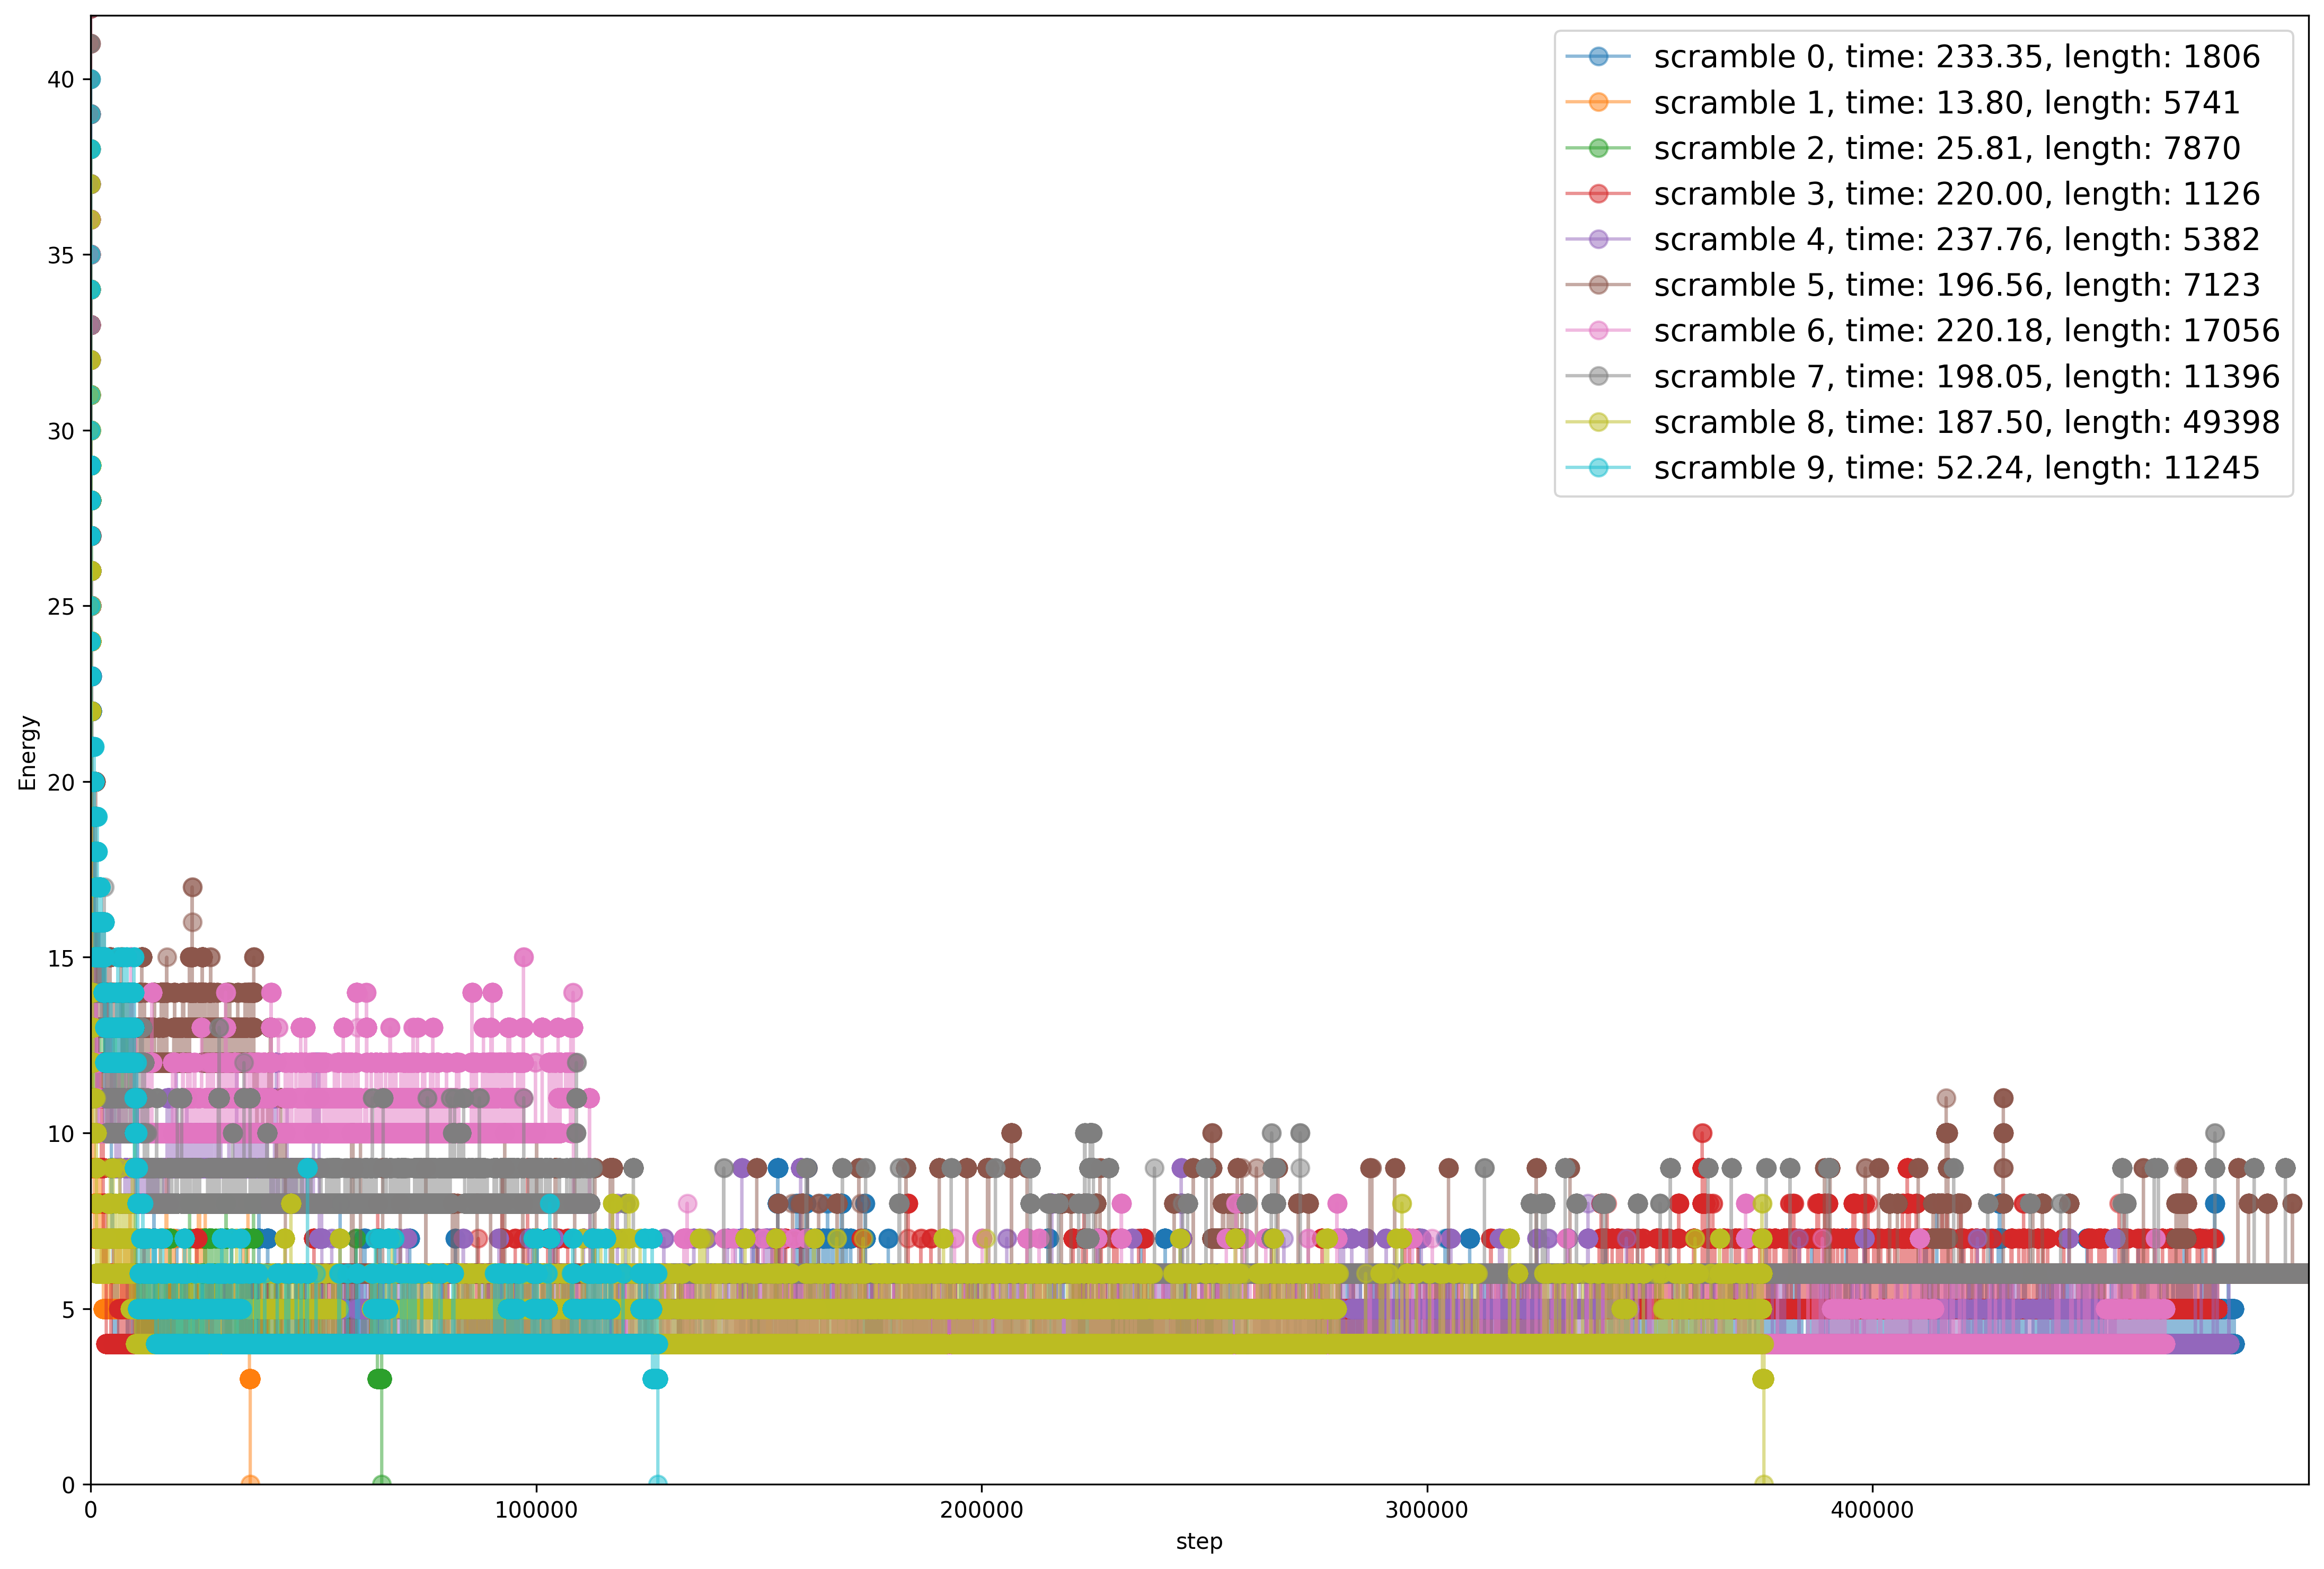 scramble 0, time: 233.35, length: 1806
scramble 1, time: 13.80, length: 5741
scramble 2, time: 25.81, length: 7870
scramble 3, time: 220.00, length: 1126
scramble 4, time: 237.76, length: 5382
scramble 5, time: 196.56, length: 7123
scramble 6, time: 220.18, length: 17056
scramble 7, time: 198.05, length: 11396
scramble 8, time: 187.50, length: 49398
scramble 9, time: 52.24, length: 11245
Energy
40
35
30
25
20
15
10
5
0
0 100000 200000 300000 400000
step